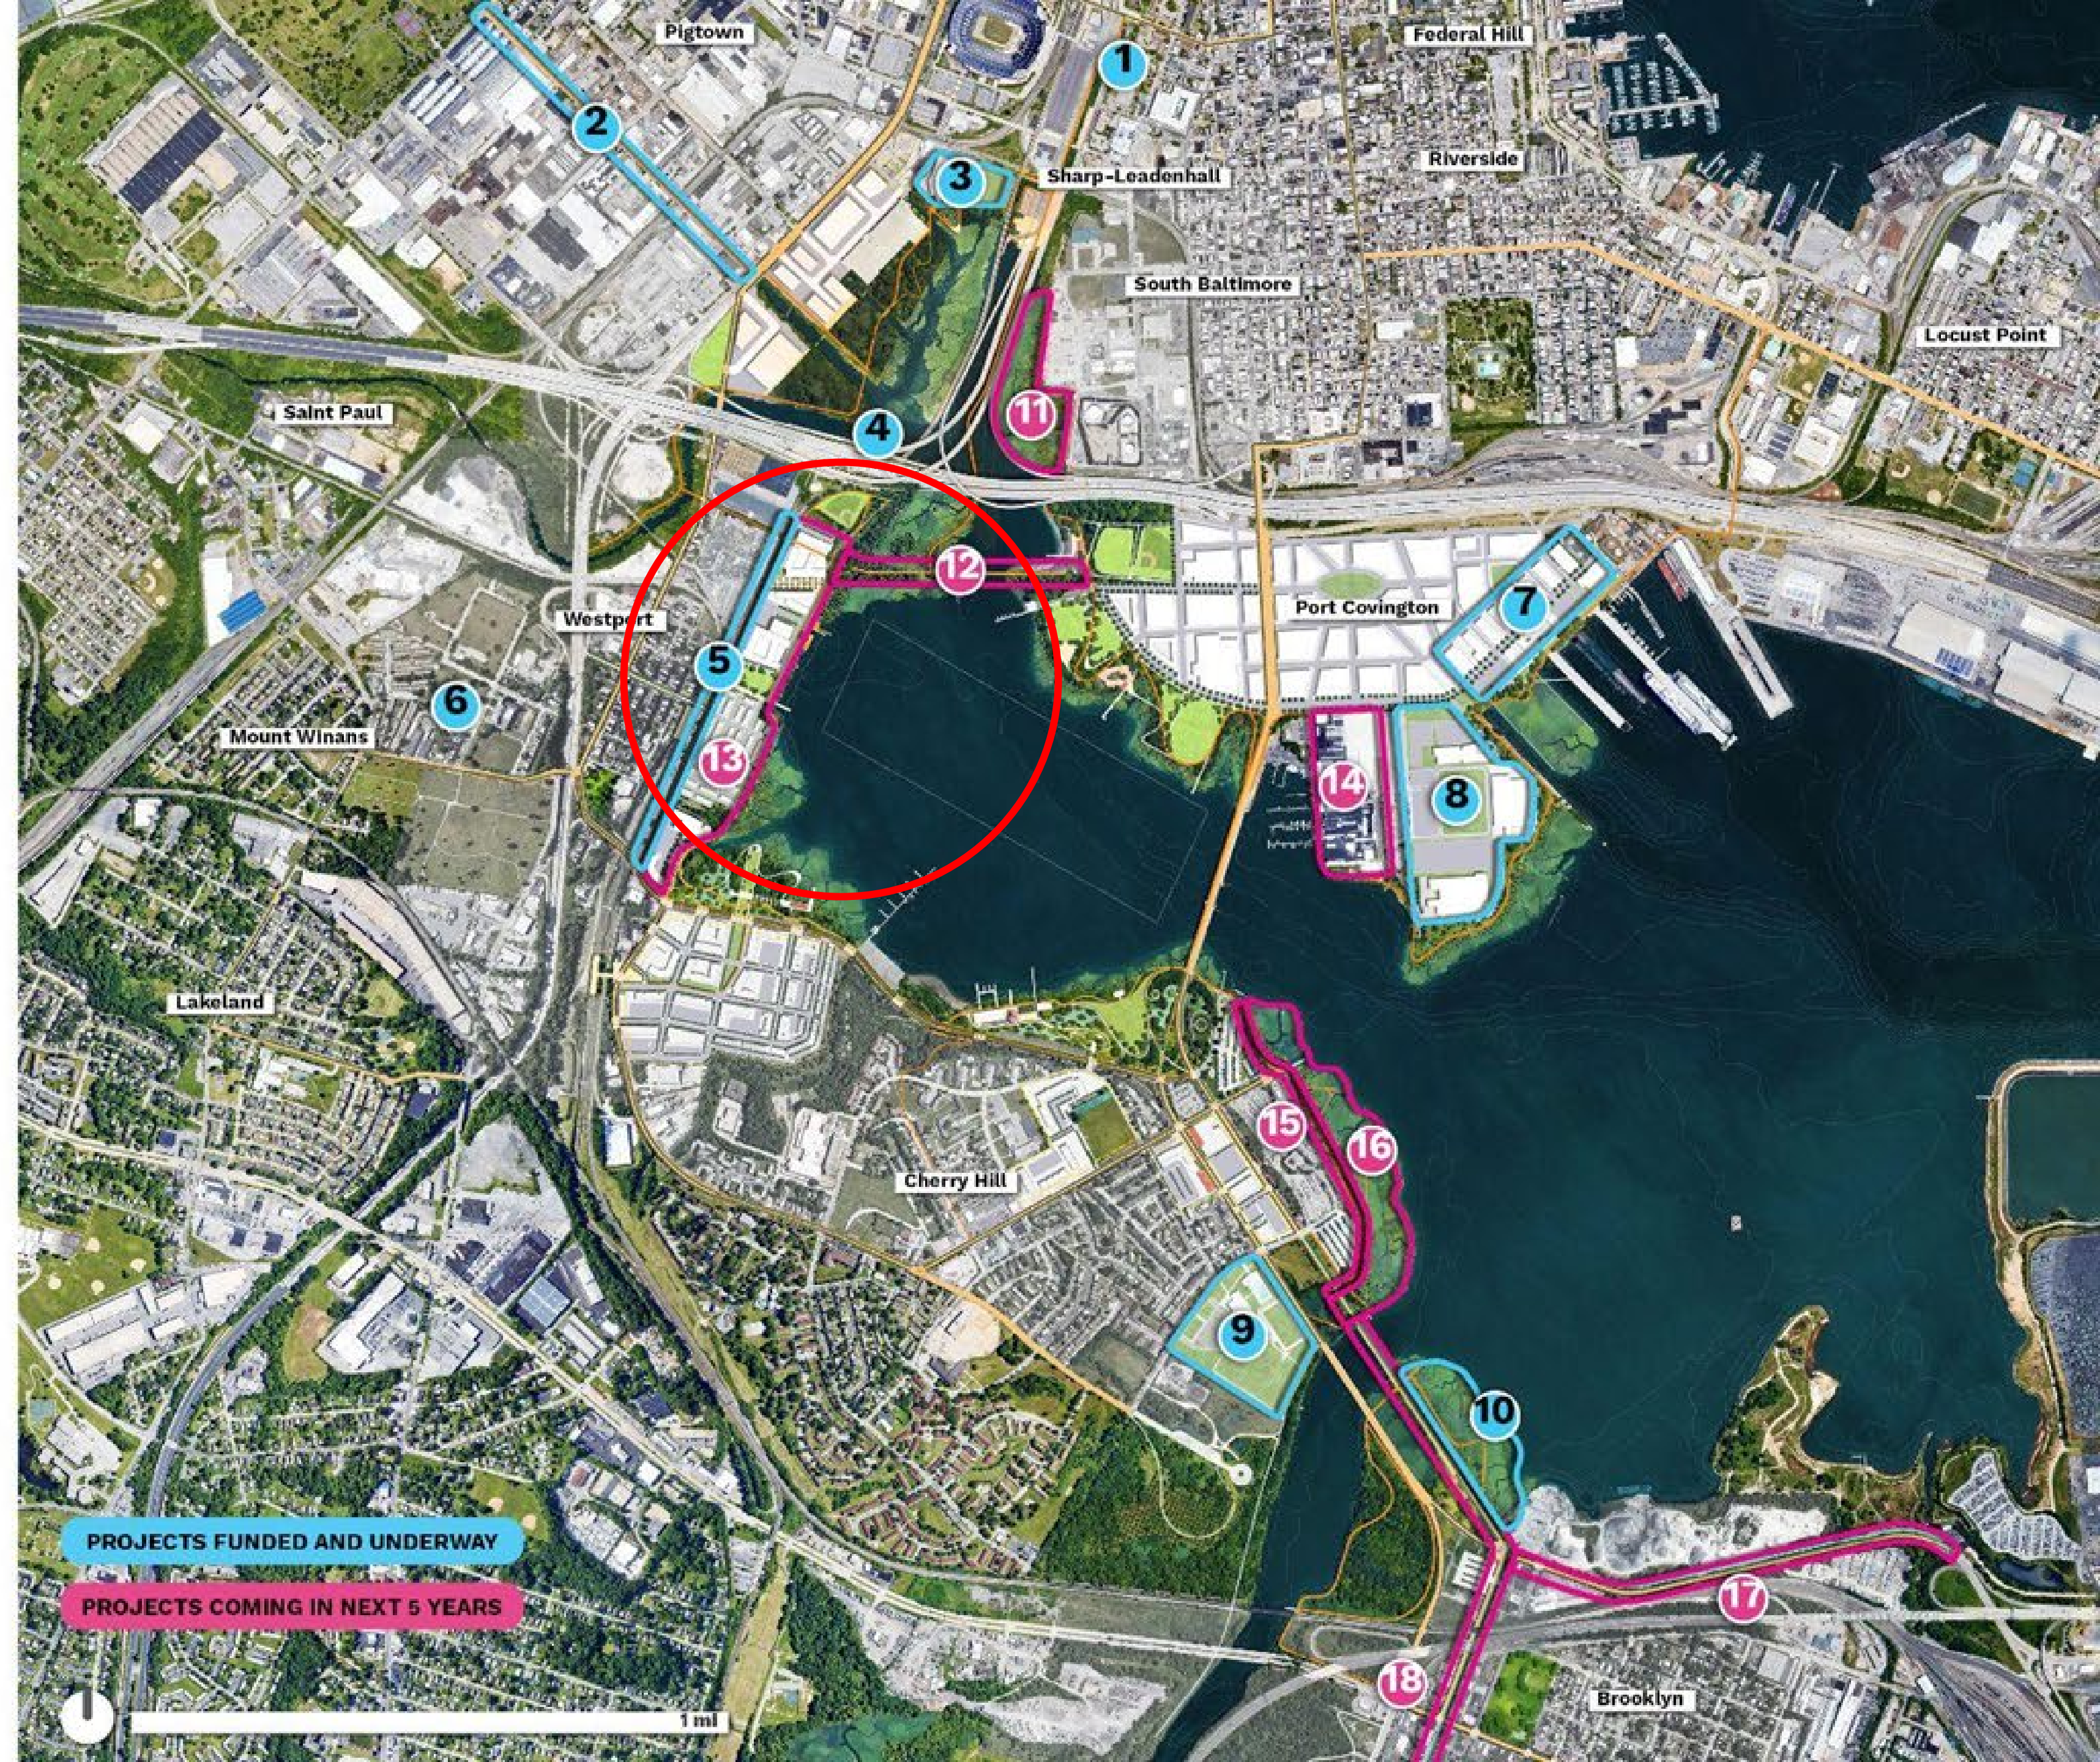 Pigtown
Federal Hill
1
2
Riverside
3
Sharp-Leadenhall
South Baltimore
Locust Point
Saint Paul
4
11
12
Westport
Port Covington
7
5
6
Mount Winans
13
14
8
Lakeland
15
16
Cherry Hill
9
10
PROJECTS FUNDED AND UNDERWAY
PROJECTS COMING IN NEXT 5 YEARS
17
18
Brooklyn
1 mi